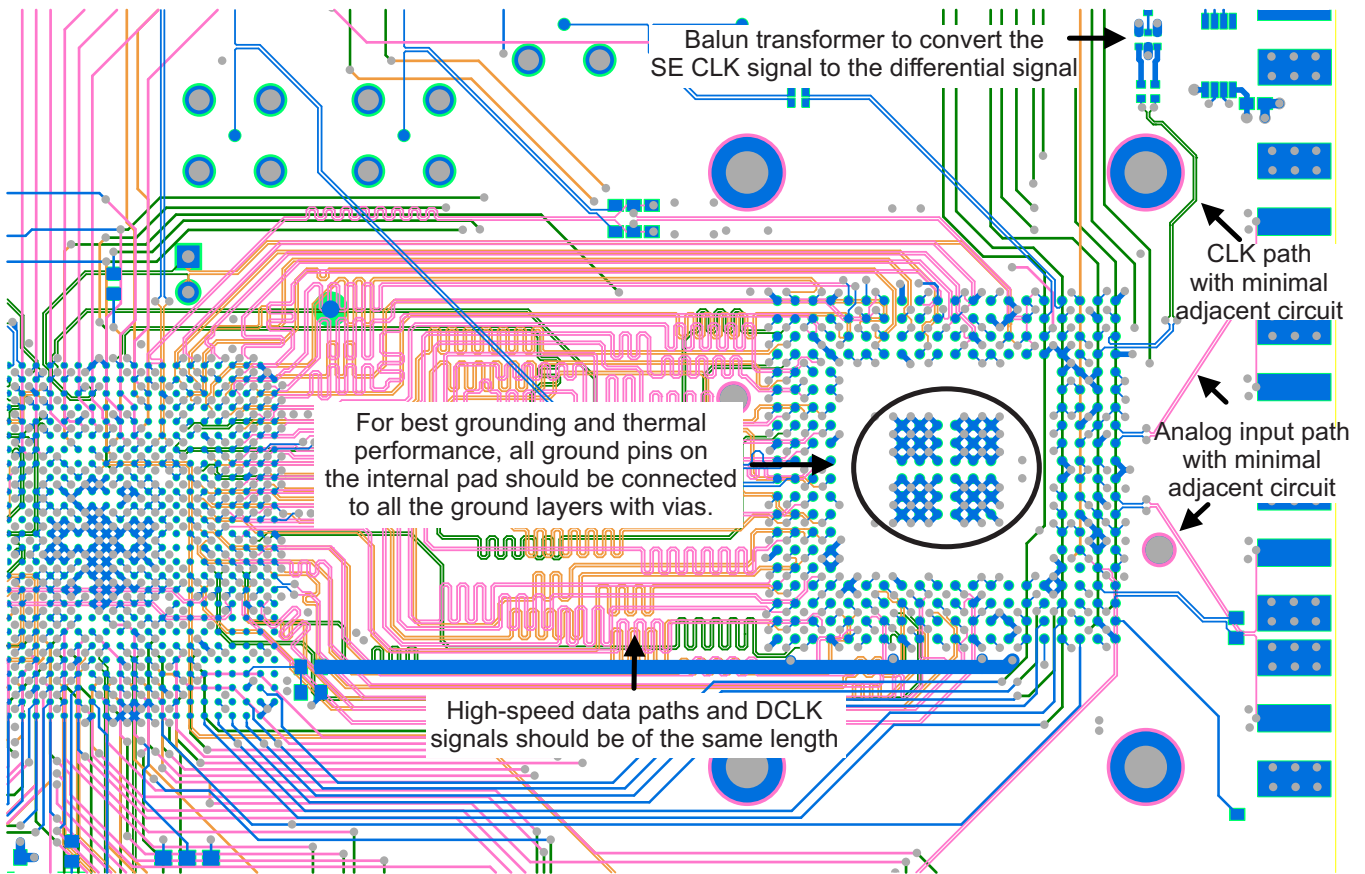 Balun transformer to convert the
SE CLK signal to the differential signal
CLK path
with minimal
adjacent circuit
For best grounding and thermal
performance, all ground pins on
the internal pad should be connected
to all the ground layers with vias.
Analog input path
with minimal
adjacent circuit
High-speed data paths and DCLK
signals should be of the same length